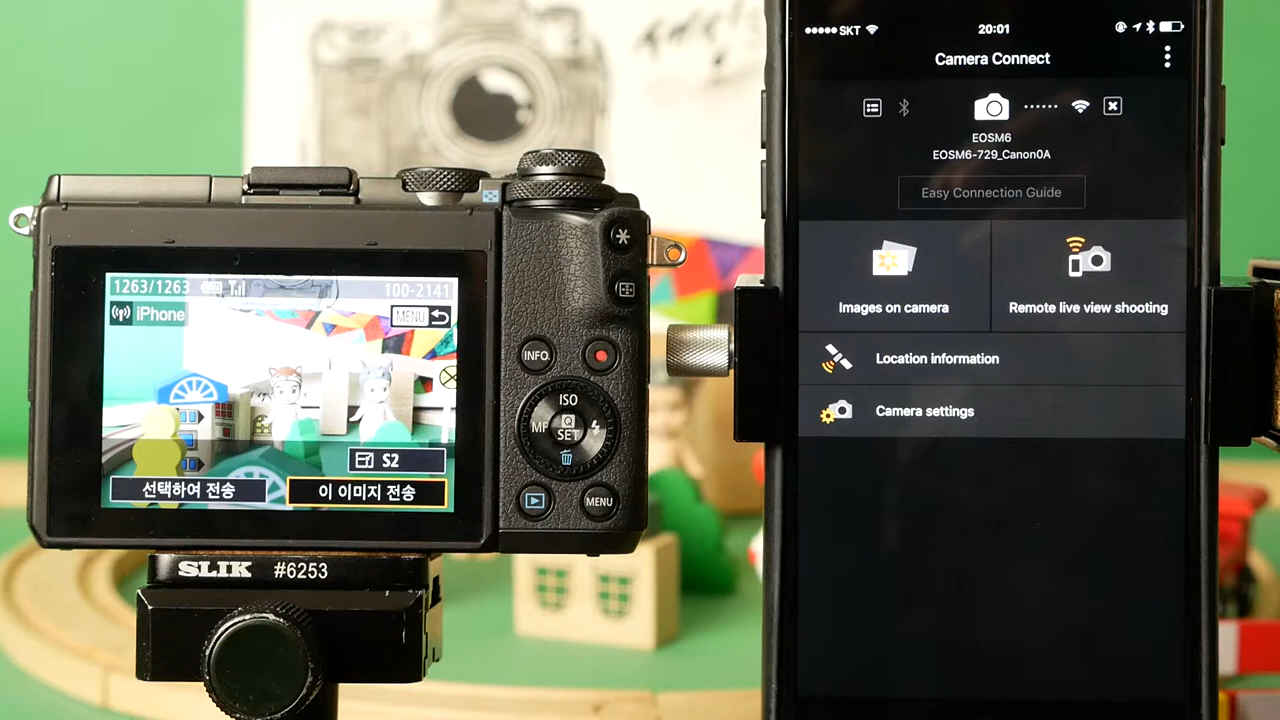 1263/1263
100-2141
iPhone
MENU
S2
선택하여 전송
이 이미지 전송
INFO.
ISO
MF
Q
SET
MENU
SLIK #6253
SKT
20:01
Camera Connect
EOSM6
EOSM6-729_Canon0A
Easy Connection Guide
Images on camera
Remote live view shooting
Location information
Camera settings